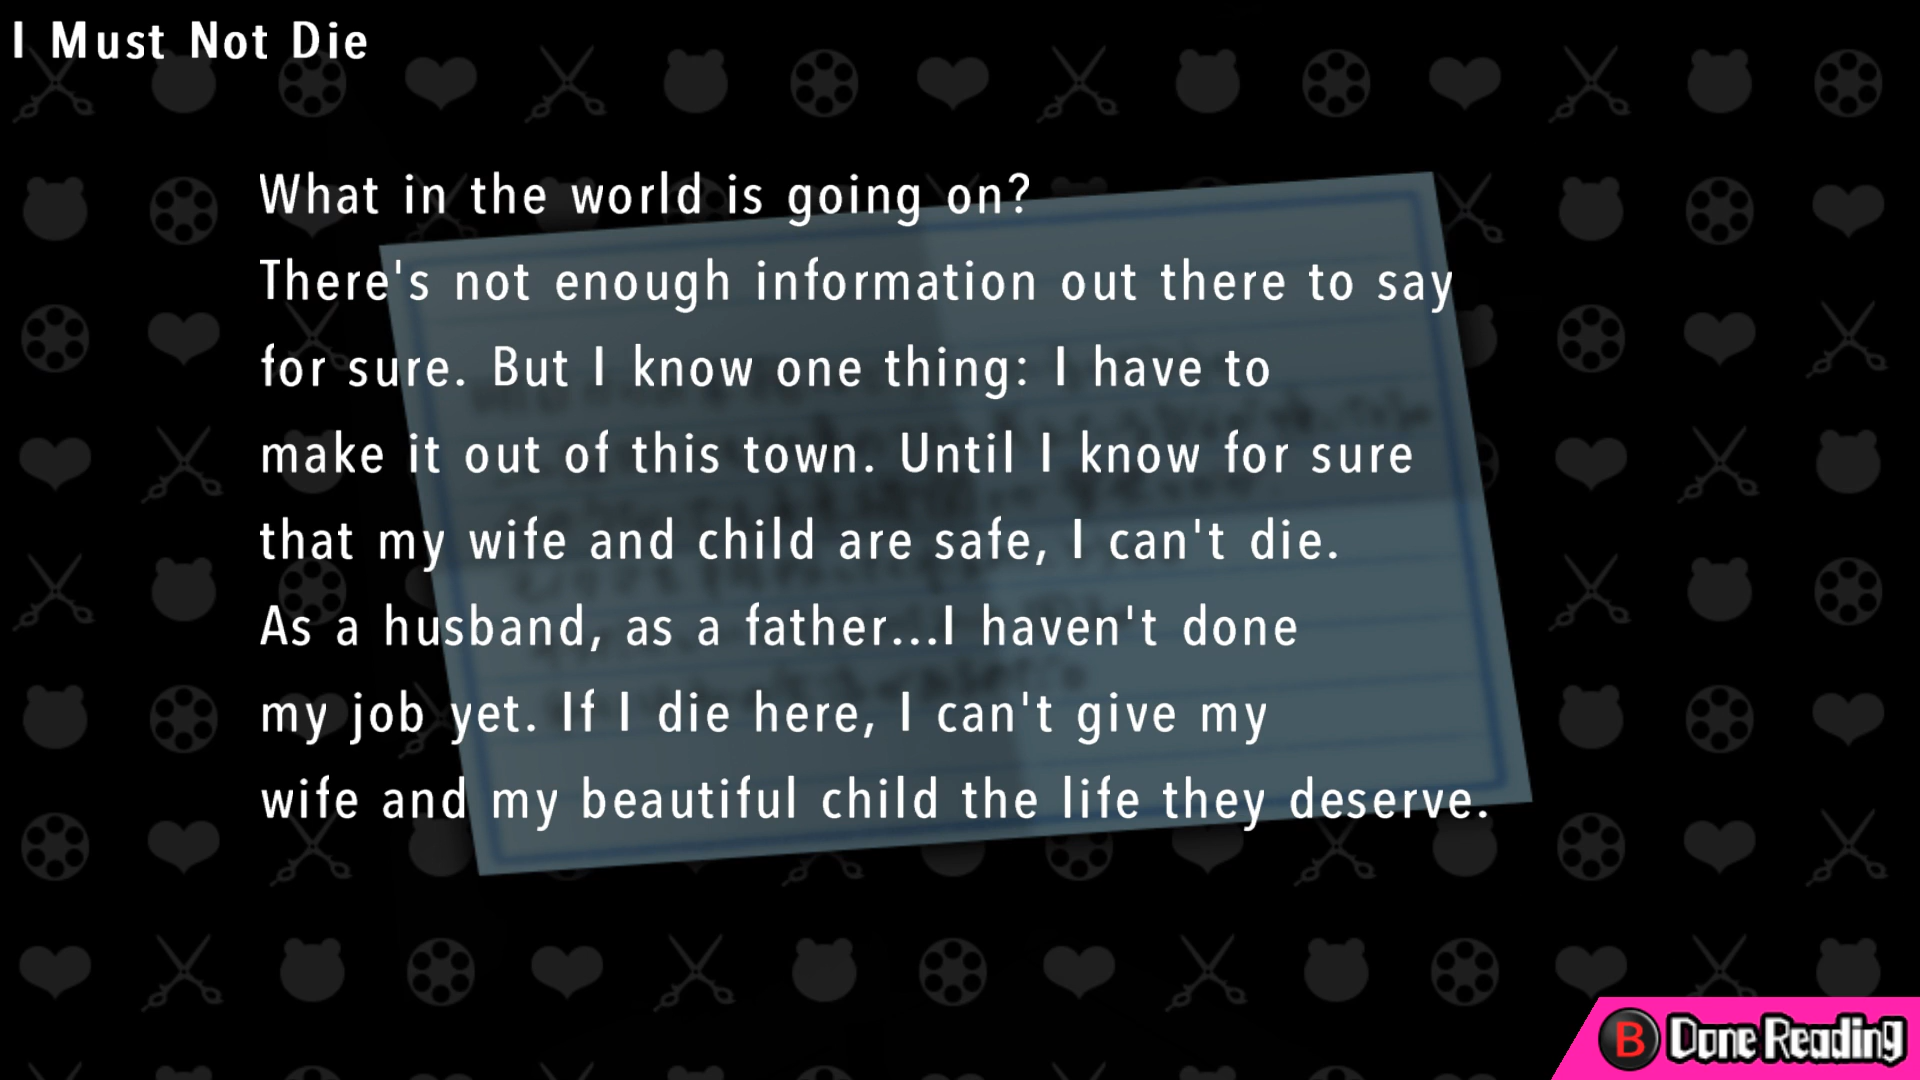 I Must Not Die
What in the world is going on?
There's not enough information out there to say
for sure. But I know one thing: I have to
make it out of this town. Until I know for sure
that my wife and child are safe, I can't die.
As a husband, as a father...I haven't done
my job yet. If I die here, I can't give my
wife and my beautiful child the life they deserve.
B Done Reading